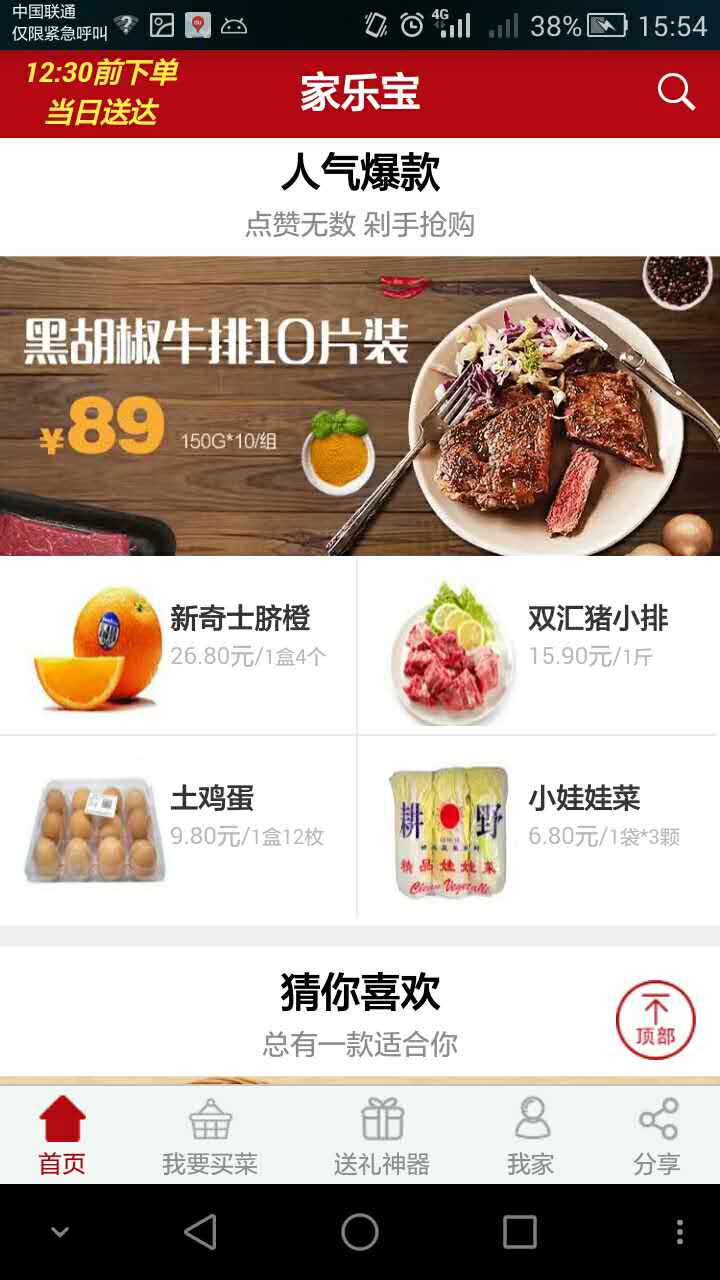 中国联通
仅限紧急呼叫
4G
38%
15:54
12:30前下单
当日送达
家乐宝
人气爆款
点赞无数 剁手抢购
黑胡椒牛排10片装
¥89 150G*10/组
新奇士脐橙
26.80元/1盒4个
双汇猪小排
15.90元/1斤
土鸡蛋
9.80元/1盒12枚
小娃娃菜
6.80元/1袋*3颗
耕野
精品娃娃菜
Clean Vegetable
猜你喜欢
总有一款适合你
顶部
首页
我要买菜
送礼神器
我家
分享